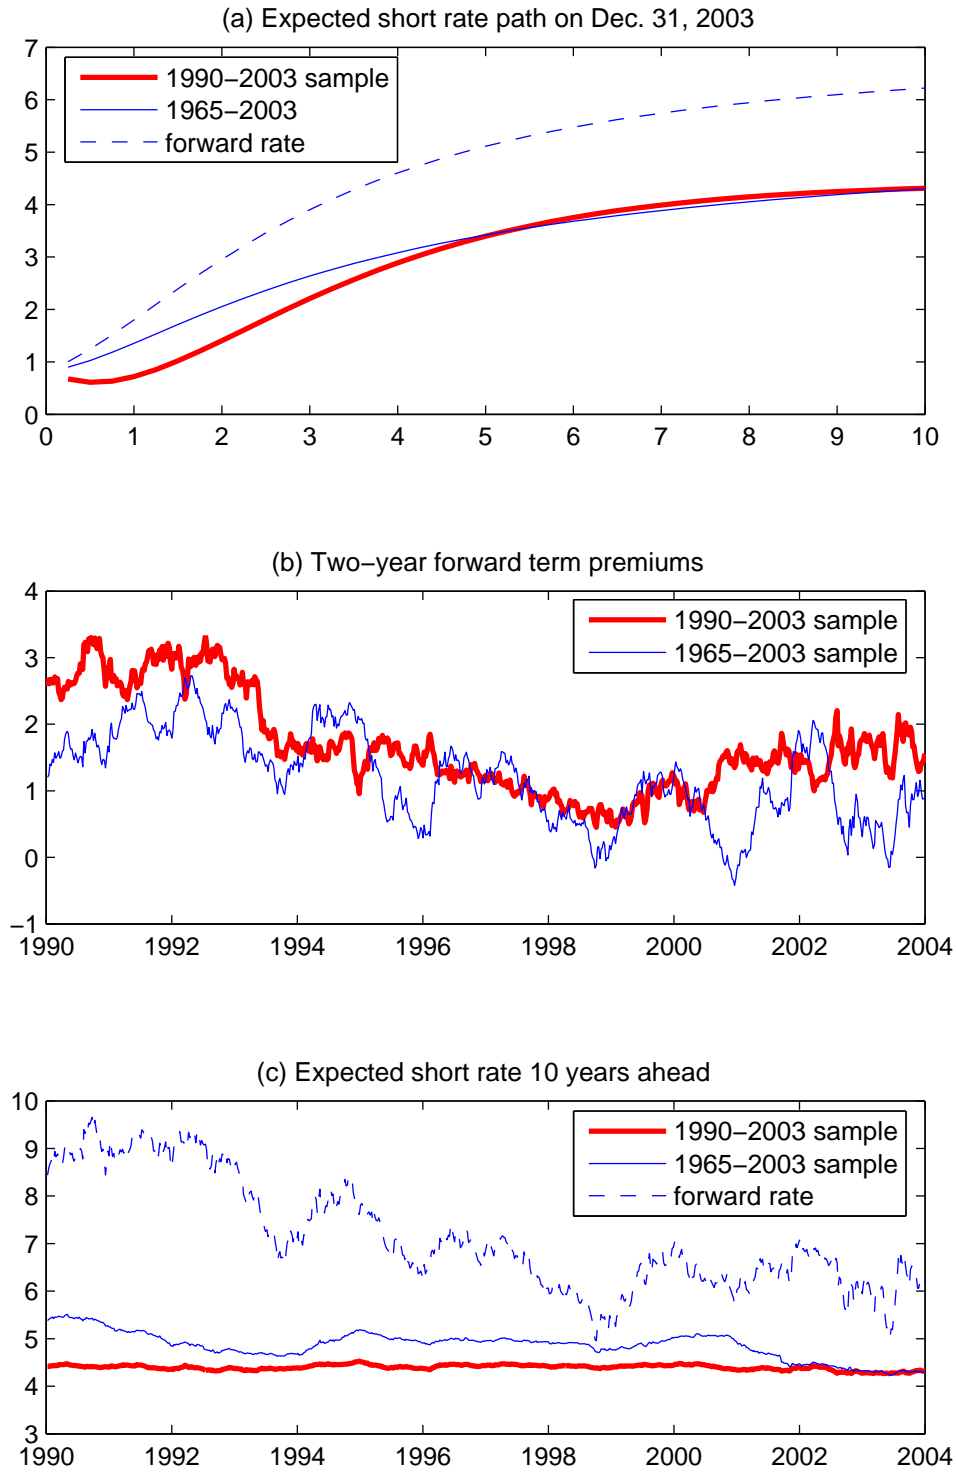 (a) Expected short rate path on Dec. 31, 2003
7
6
5
4
3
2
1
0
1990−2003 sample
1965−2003
forward rate
0 1 2 3 4 5 6 7 8 9 10
(b) Two−year forward term premiums
4
3
2
1
0
−1
1990−2003 sample
1965−2003 sample
1990 1992 1994 1996 1998 2000 2002 2004
(c) Expected short rate 10 years ahead
10
9
8
7
6
5
4
3
1990−2003 sample
1965−2003 sample
forward rate
1990 1992 1994 1996 1998 2000 2002 2004